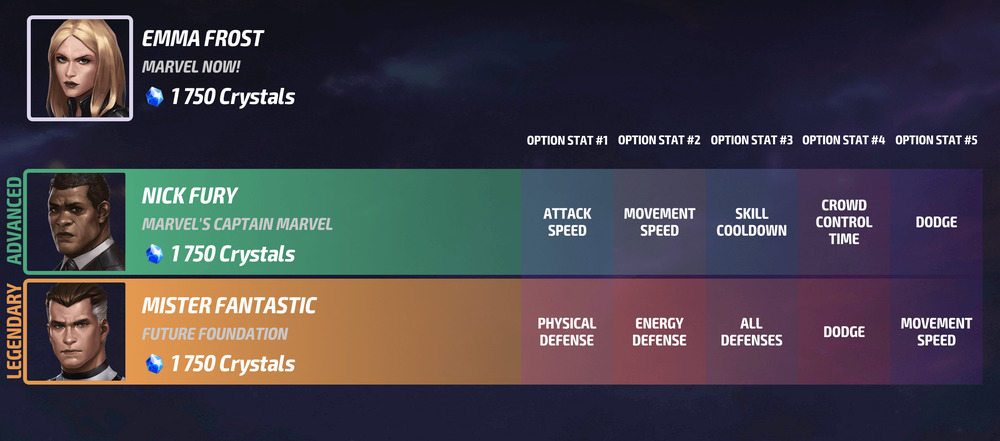 EMMA FROST
MARVEL NOW!
1 750 Crystals
OPTION STAT #1 OPTION STAT #2 OPTION STAT #3 OPTION STAT #4 OPTION STAT #5
ADVANCED
NICK FURY
MARVEL'S CAPTAIN MARVEL
1 750 Crystals
ATTACK
SPEED
MOVEMENT
SPEED
SKILL
COOLDOWN
CROWD
CONTROL
TIME
DODGE
LEGENDARY
MISTER FANTASTIC
FUTURE FOUNDATION
1 750 Crystals
PHYSICAL
DEFENSE
ENERGY
DEFENSE
ALL
DEFENSES
DODGE
MOVEMENT
SPEED